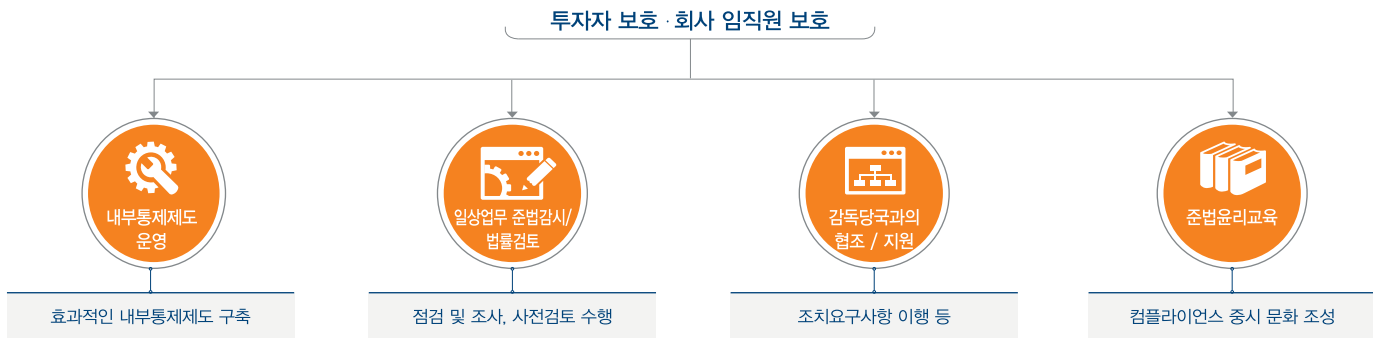 투자자 보호 · 회사 임직원 보호
내부통제제도
운영
일상업무 준법감시/
법률검토
감독당국과의
협조 / 지원
준법윤리교육
효과적인 내부통제제도 구축
점검 및 조사, 사전검토 수행
조치요구사항 이행 등
컴플라이언스 중시 문화 조성